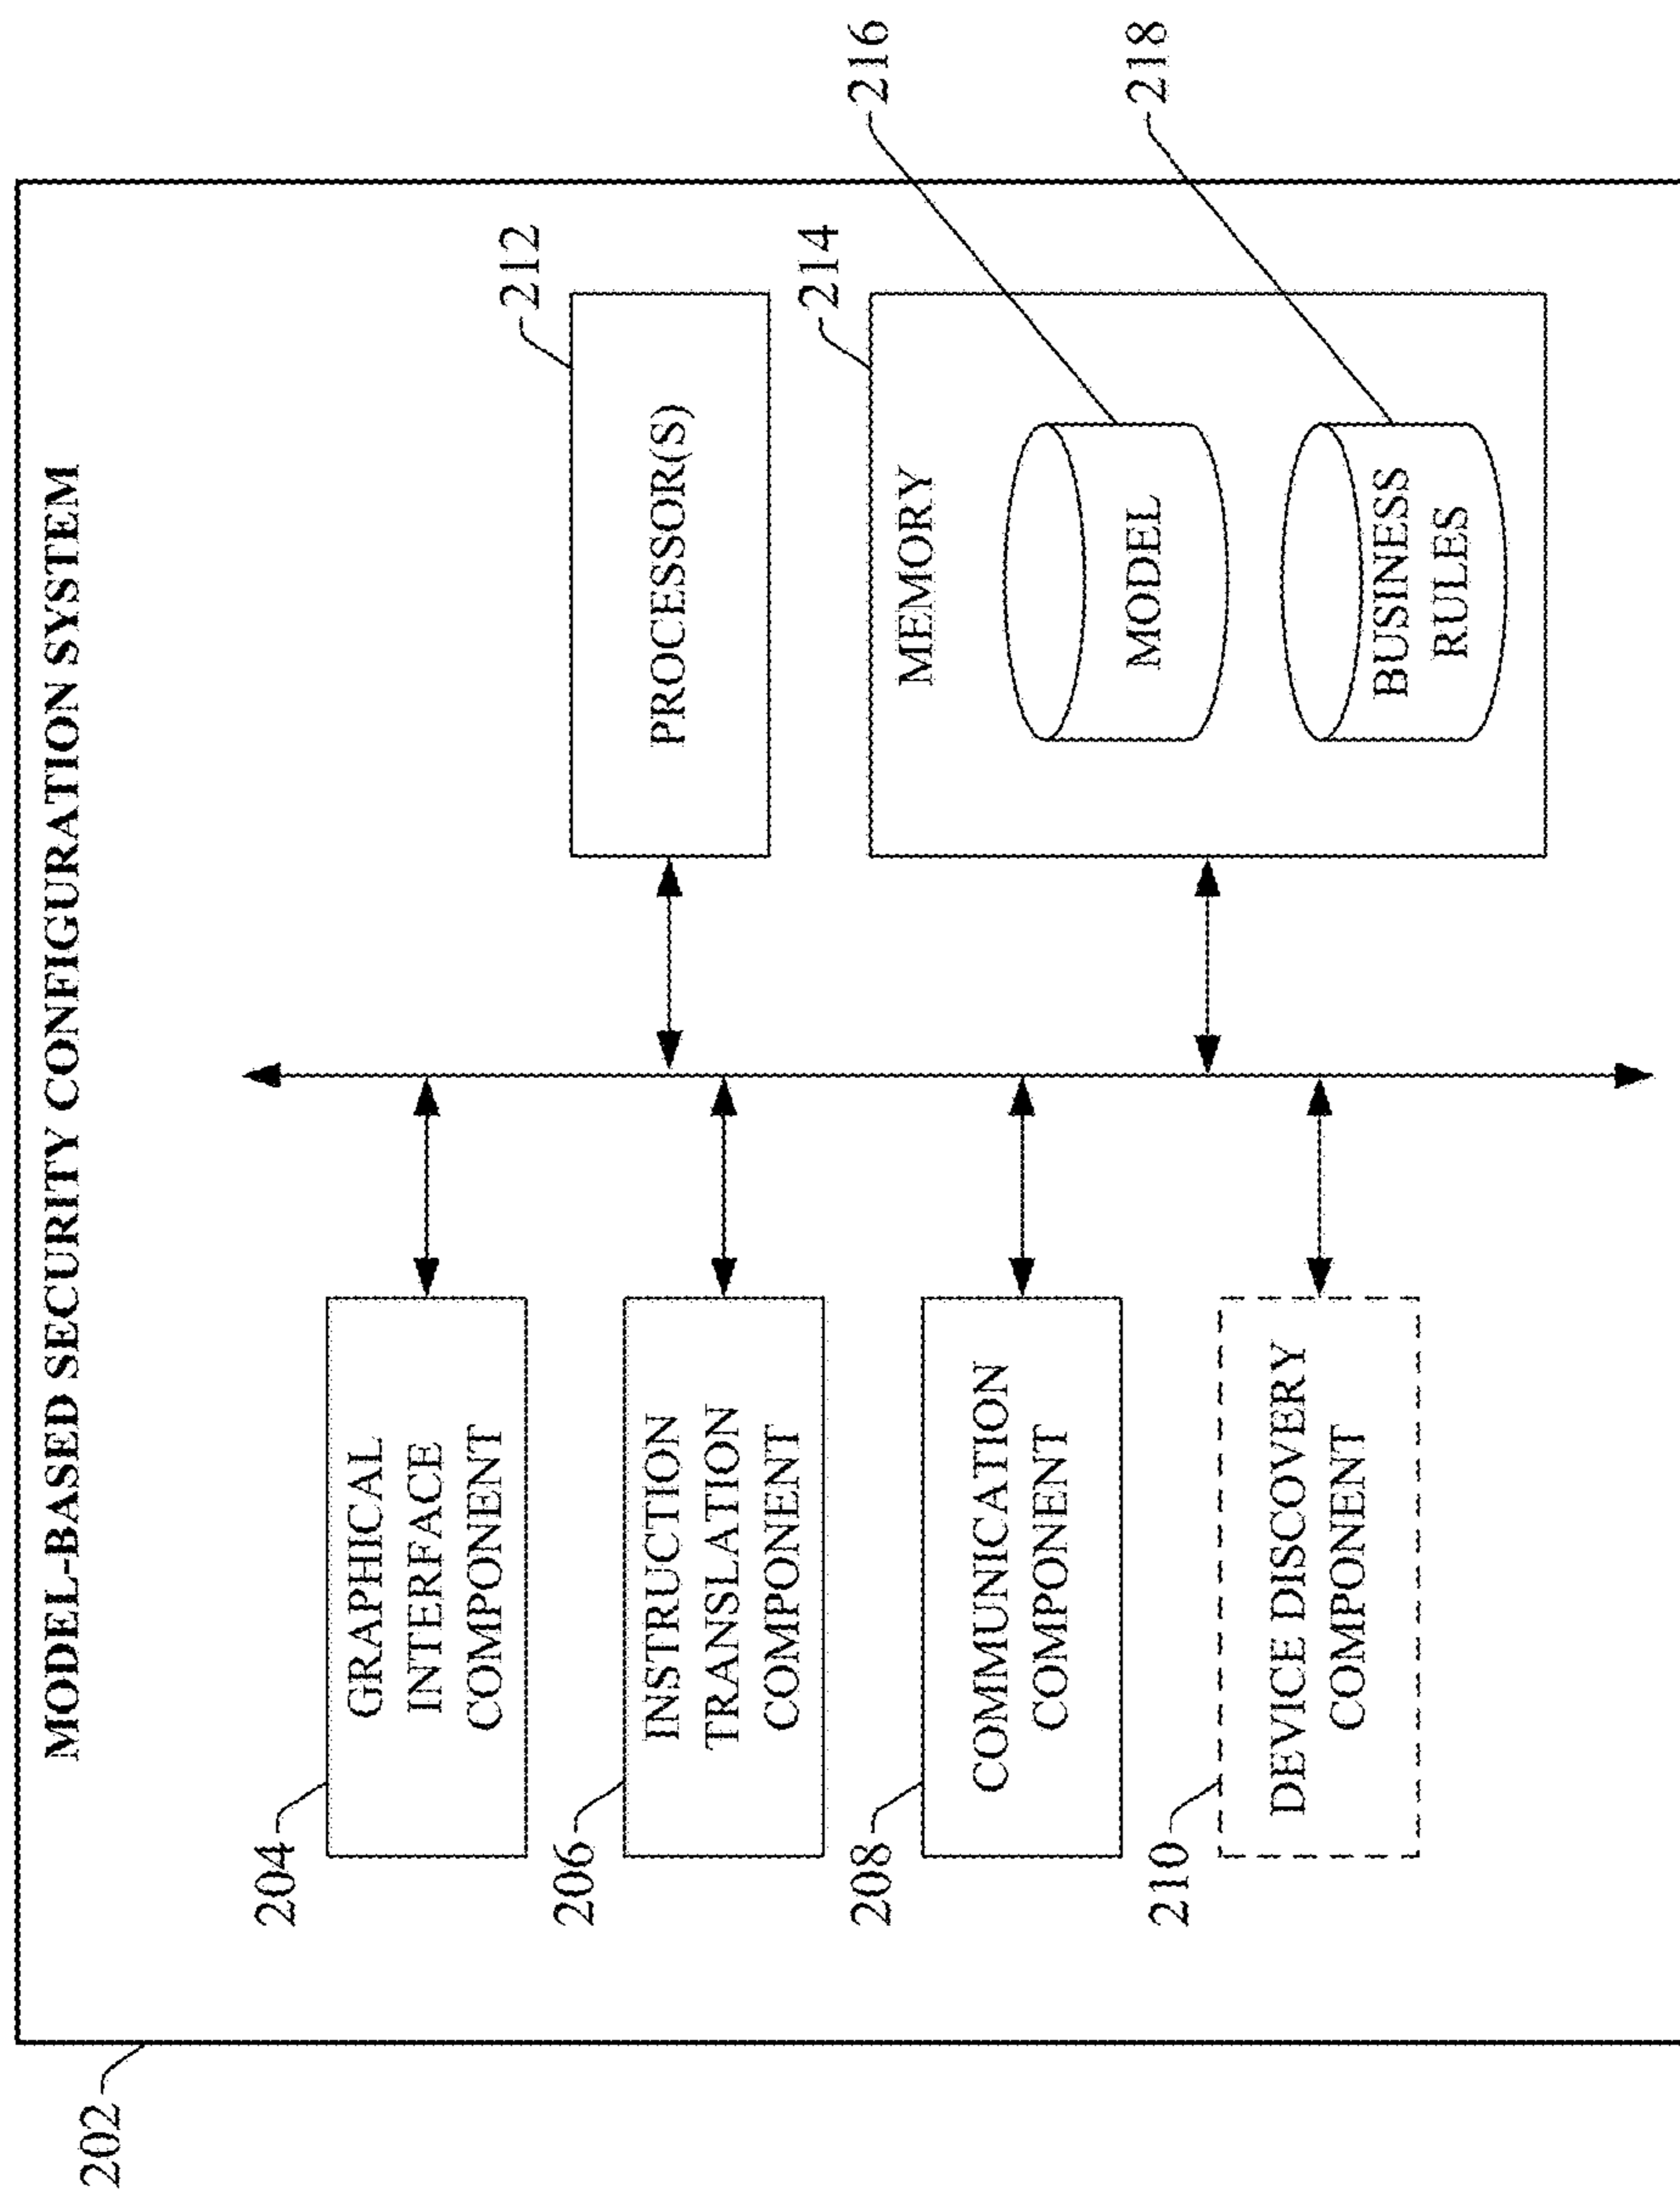 MODEL-BASED SECURITY CONFIGURATION SYSTEM
202
204
GRAPHICAL
INTERFACE
COMPONENT
206
INSTRUCTION
TRANSLATION
COMPONENT
208
COMMUNICATION
COMPONENT
210
DEVICE DISCOVERY
COMPONENT
212
PROCESSOR(S)
214
MEMORY
216
MODEL
218
BUSINESS
RULES